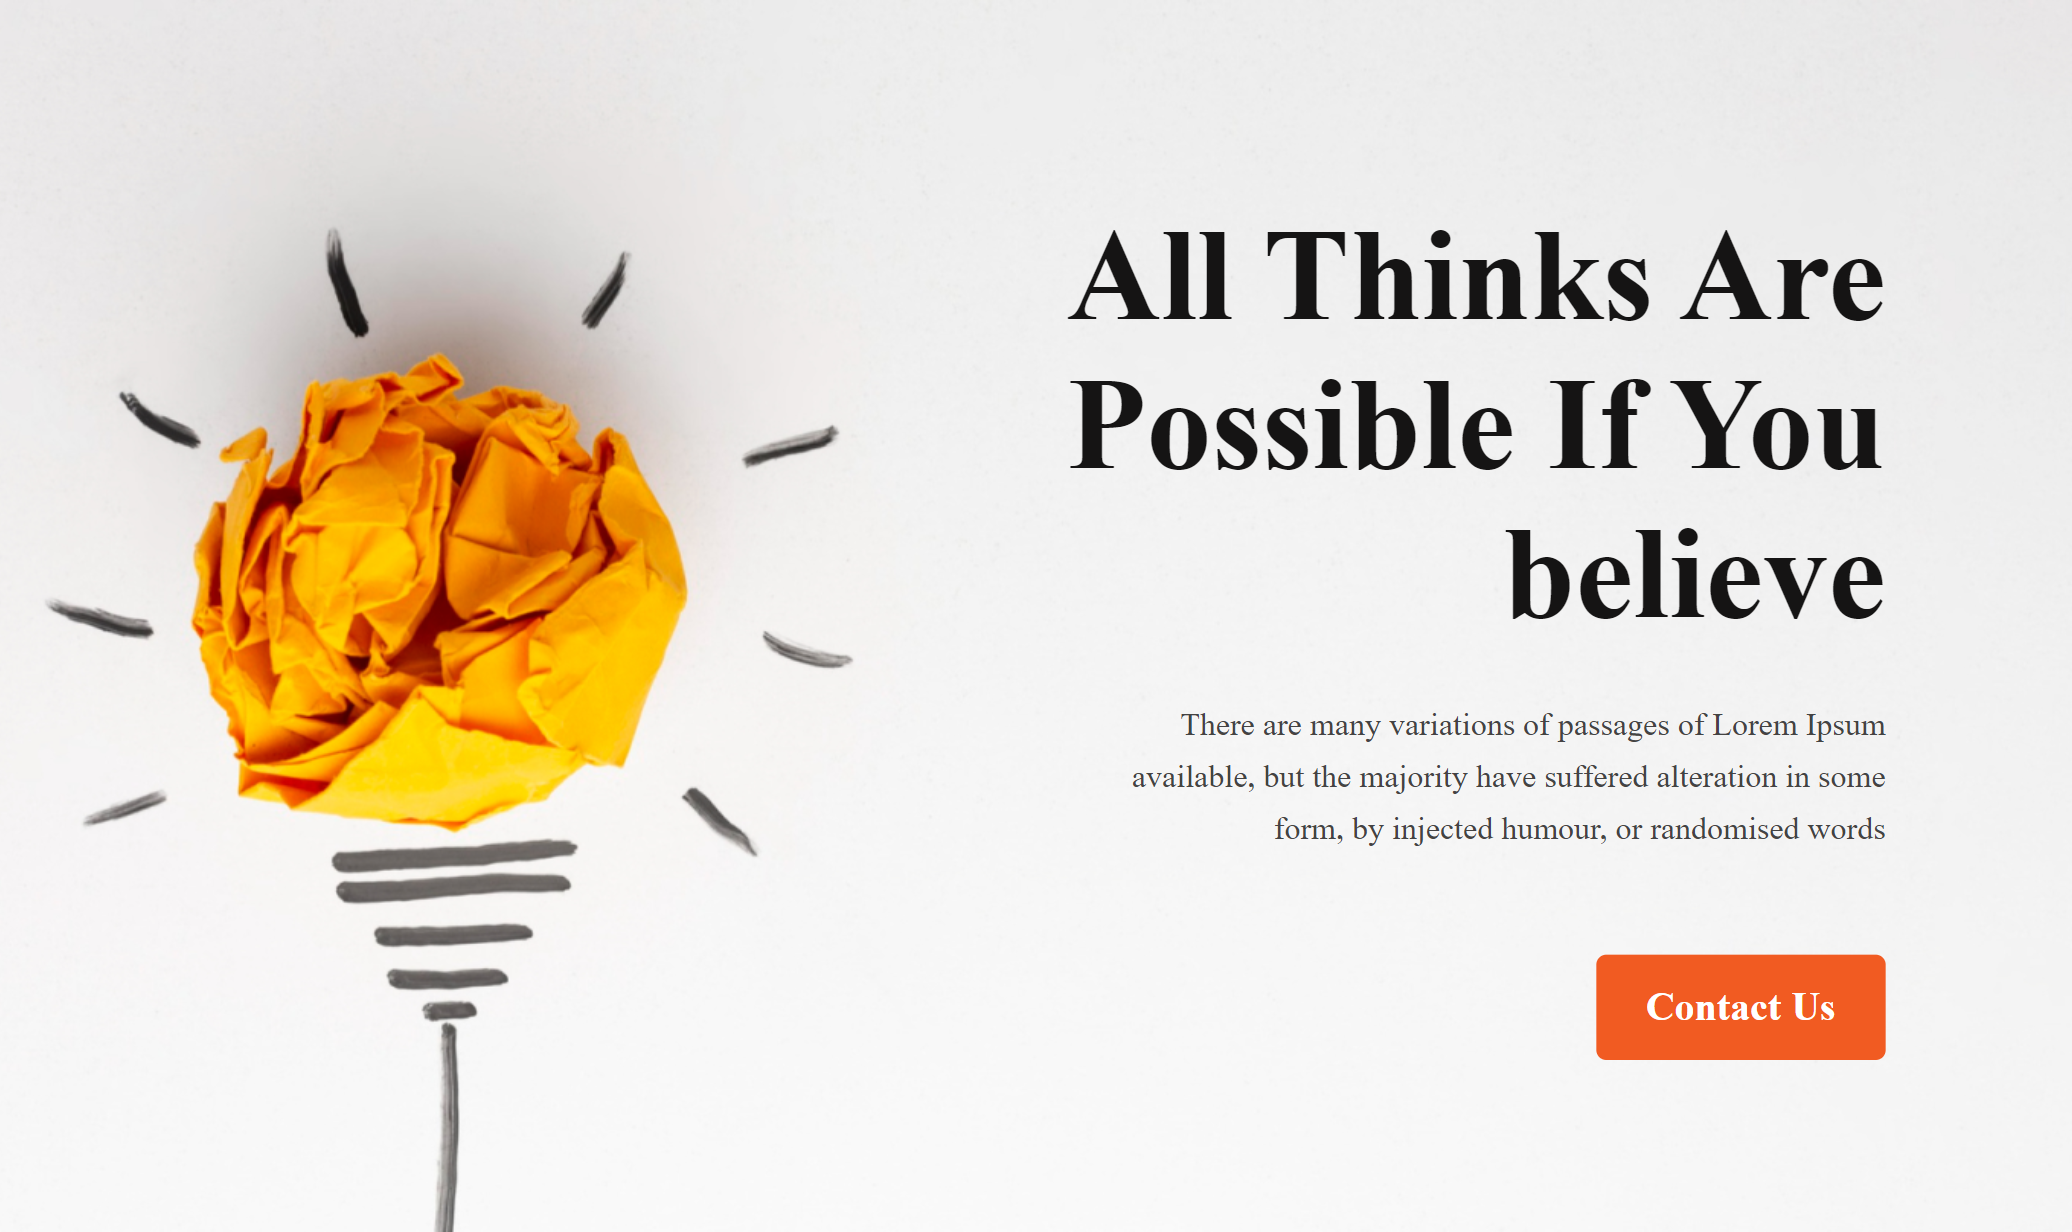 All Thinks Are
Possible If You
believe
There are many variations of passages of Lorem Ipsum
available, but the majority have suffered alteration in some
form, by injected humour, or randomised words
Contact Us